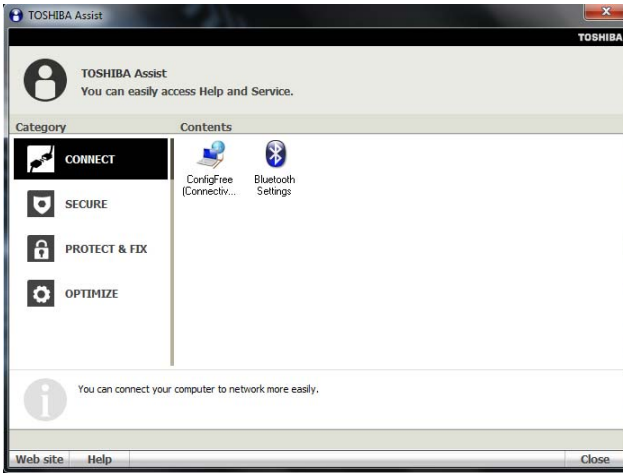 TOSHIBA Assist
TOSHIBA
TOSHIBA Assist
You can easily access Help and Service.
Category
Contents
CONNECT
SECURE
PROTECT & FIX
OPTIMIZE
ConfigFree
(Connectiv...
Bluetooth
Settings
You can connect your computer to network more easily.
Web site
Help
Close